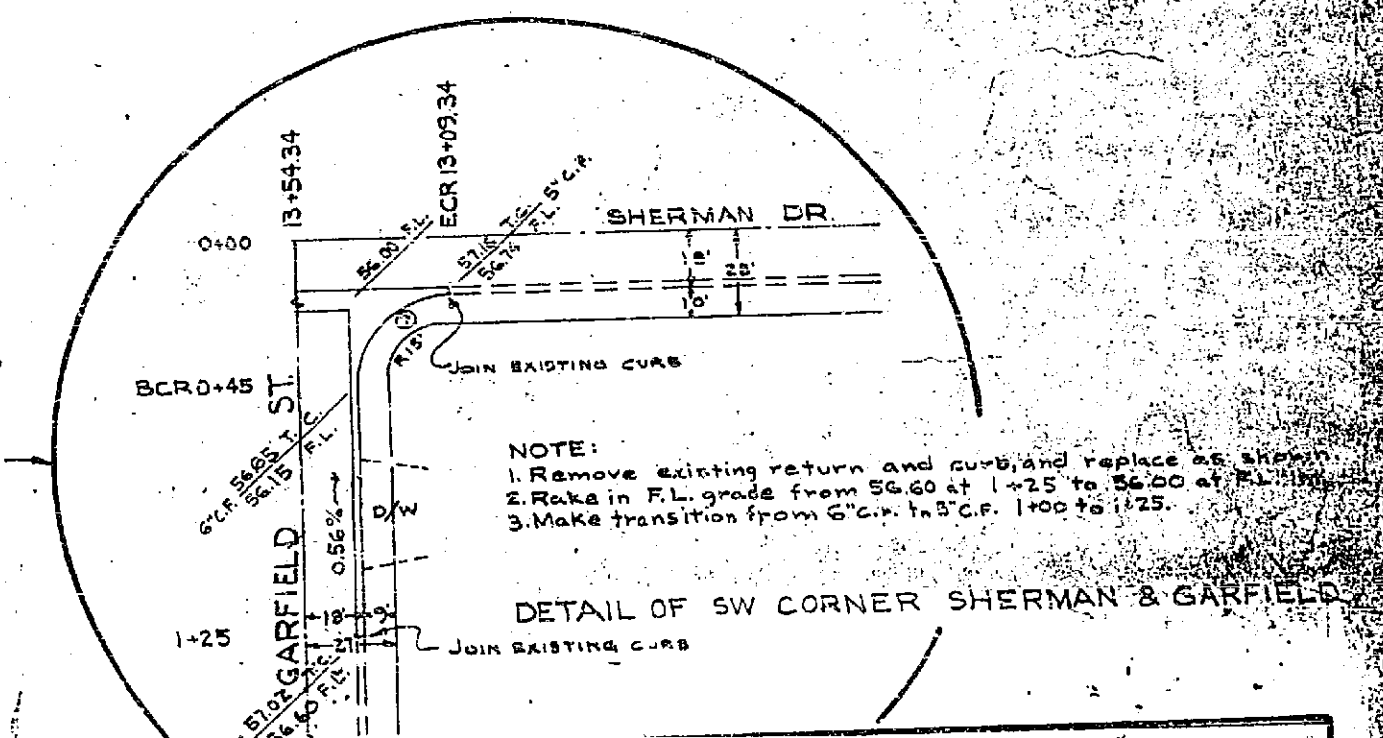 13+54.34
ECR 13+09.34
0+00
56.00 F.L.
57.15 T.C.
56.74 F.L. 5"C.F.
SHERMAN DR.
18'
28'
10'
R15'
JOIN EXISTING CURB
BCR 0+45
56.65 T.C.
6"C.F. 56.15 F.L.
GARFIELD ST.
0.56%
D/W
NOTE:
1. Remove existing return and curb, and replace as shown.
2. Rake in F.L. grade from 56.60 at 1+25 to 56.00 at F.L.
3. Make transition from 6"C.F. to 5"C.F. 1+00 to 1+25.
DETAIL OF SW CORNER SHERMAN & GARFIELD
18
9
27
1+25
JOIN EXISTING CURB
57.02 T.C.
56.60 F.L.